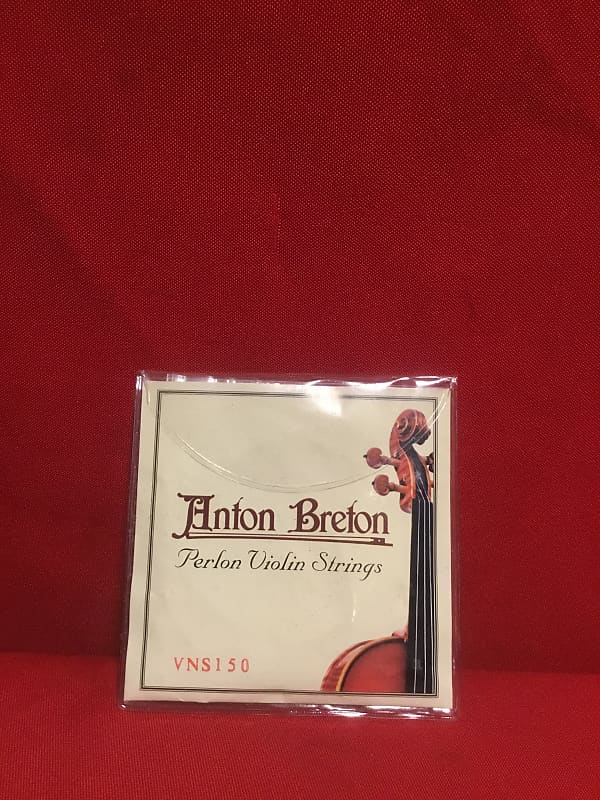 Anton Breton
Perlon Violin Strings
VNS150